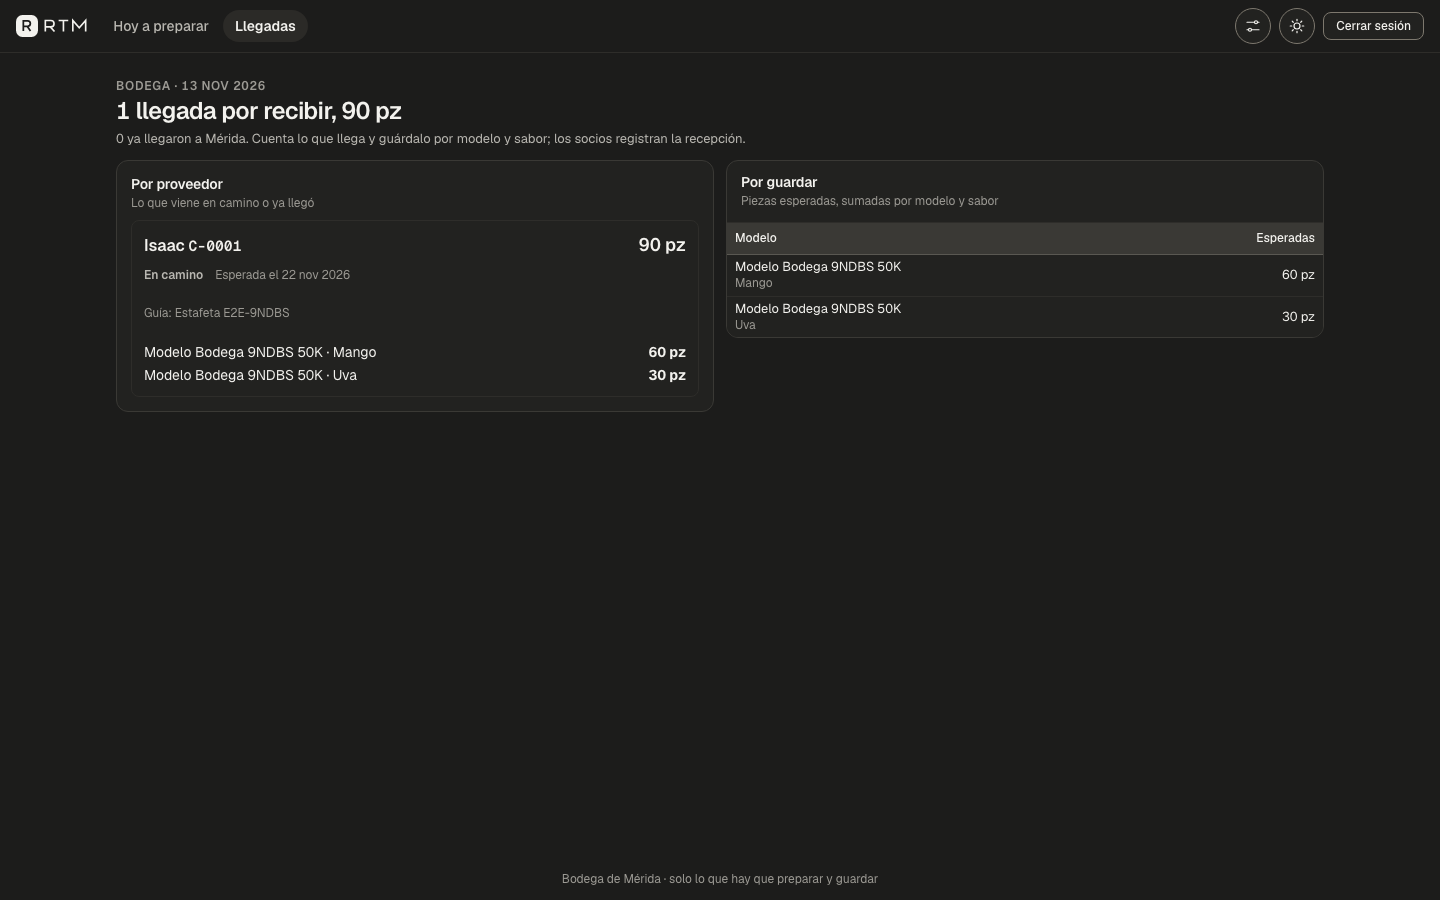 R RTM
Hoy a preparar
Llegadas
Cerrar sesión
BODEGA · 13 NOV 2026
1 llegada por recibir, 90 pz
0 ya llegaron a Mérida. Cuenta lo que llega y guárdalo por modelo y sabor; los socios registran la recepción.
Por proveedor
Lo que viene en camino o ya llegó
Isaac C-0001 90 pz
En camino Esperada el 22 nov 2026
Guía: Estafeta E2E-9NDBS
Modelo Bodega 9NDBS 50K · Mango 60 pz
Modelo Bodega 9NDBS 50K · Uva 30 pz
Por guardar
Piezas esperadas, sumadas por modelo y sabor
Modelo Esperadas
Modelo Bodega 9NDBS 50K
Mango
60 pz
Modelo Bodega 9NDBS 50K
Uva
30 pz
Bodega de Mérida · solo lo que hay que preparar y guardar